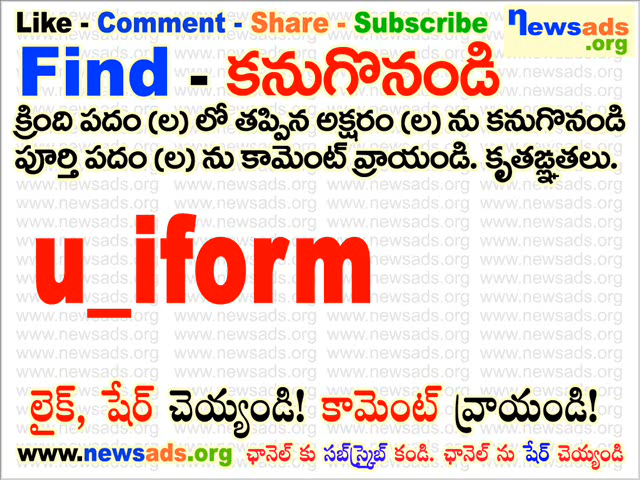 Like - Comment - Share - Subscribe
newsads
.org
Find - కనుగొనండి
క్రింది పదం (ల) లో తప్పిన అక్షరం (ల) ను కనుగొనండి
పూర్తి పదం (ల) ను కామెంట్ వ్రాయండి. కృతఙ్ఞతలు.
u_iform
లైక్, షేర్ చెయ్యండి! కామెంట్ వ్రాయండి!
www.newsads.org ఛానెల్ కు సబ్‌స్క్రైబ్ కండి. ఛానెల్ ను షేర్ చెయ్యండి